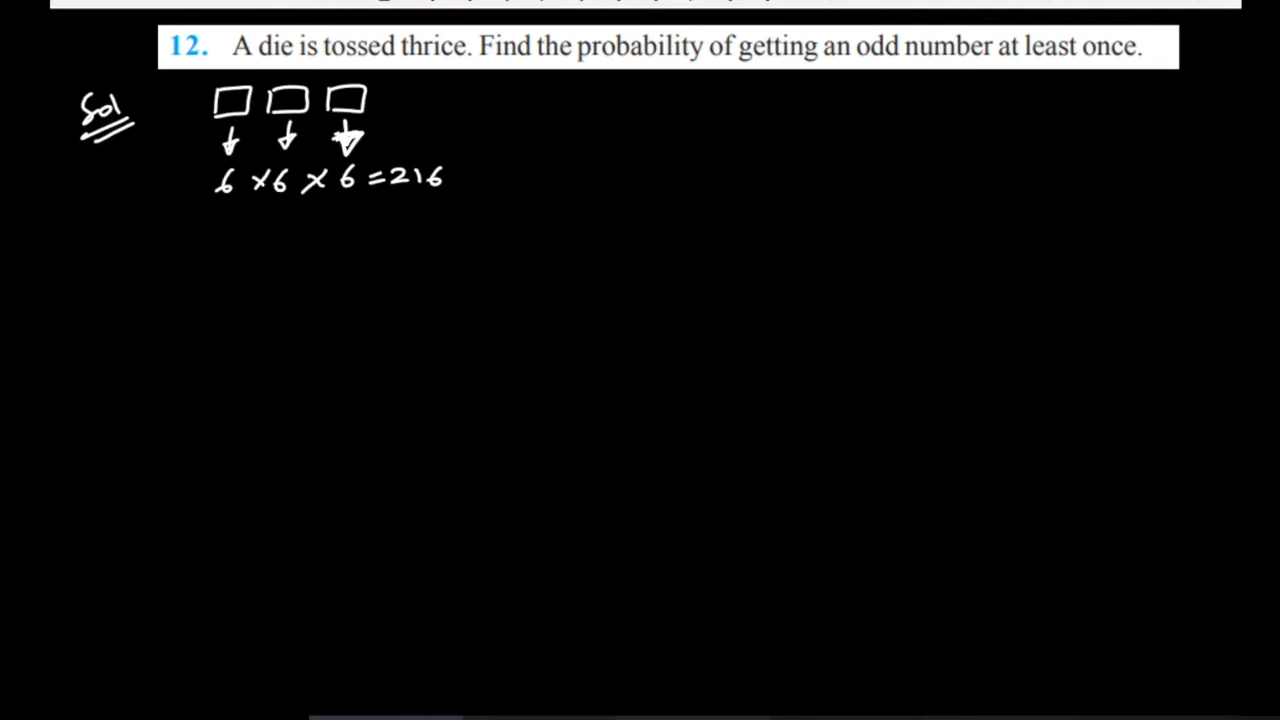 12. A die is tossed thrice. Find the probability of getting an odd number at least once.
Sol
6 × 6 × 6 = 216